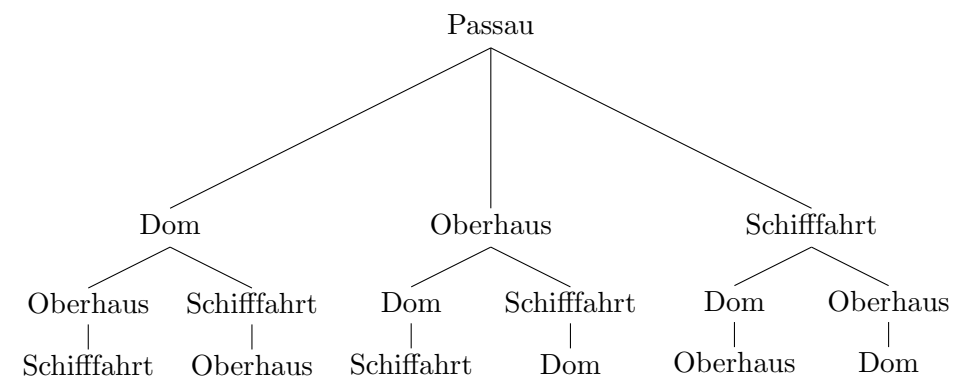 Passau
Dom Oberhaus Schifffahrt
Oberhaus Schifffahrt Dom Schifffahrt Dom Oberhaus
Schifffahrt Oberhaus Schiffahrt Dom Oberhaus Dom